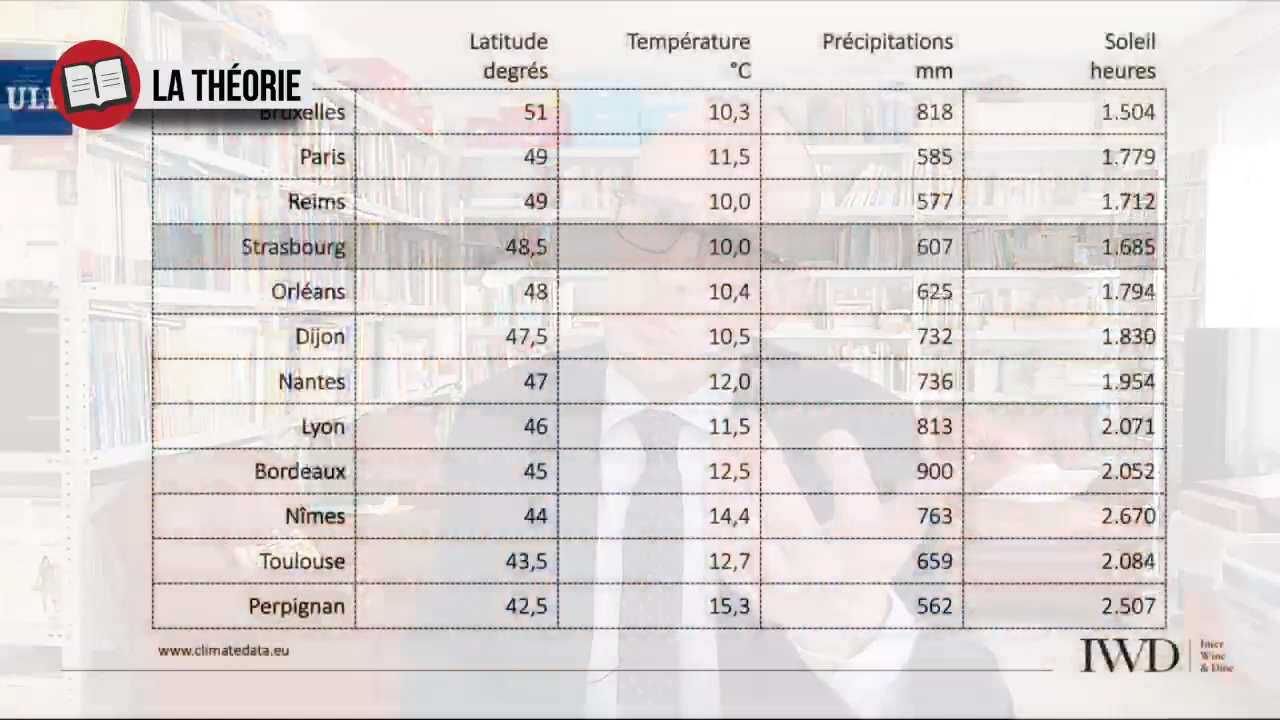 Latitude Température Précipitations Soleil
degrés °C mm heures
LA THÉORIE
Bruxelles 51 10,3 818 1.504
Paris 49 11,5 585 1.779
Reims 49 10,0 577 1.712
Strasbourg 48,5 10,0 607 1.685
Orléans 48 10,4 625 1.794
Dijon 47,5 10,5 732 1.830
Nantes 47 12,0 736 1.954
Lyon 46 11,5 813 2.071
Bordeaux 45 12,5 900 2.052
Nîmes 44 14,4 763 2.670
Toulouse 43,5 12,7 659 2.084
Perpignan 42,5 15,3 562 2.507
www.climatedata.eu
IWD
Inter
Wine
& Dine